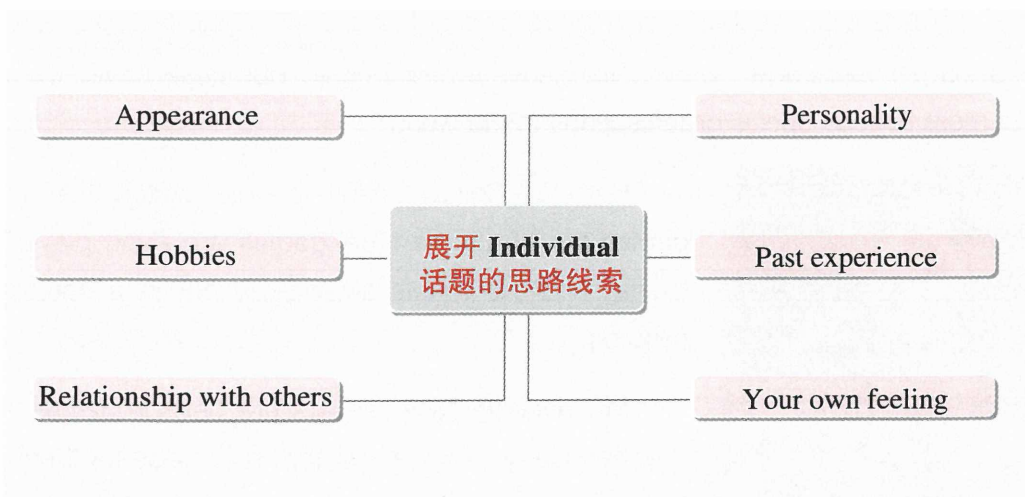 Appearance
Personality
展开 Individual
话题的思路线索
Hobbies
Past experience
Relationship with others
Your own feeling